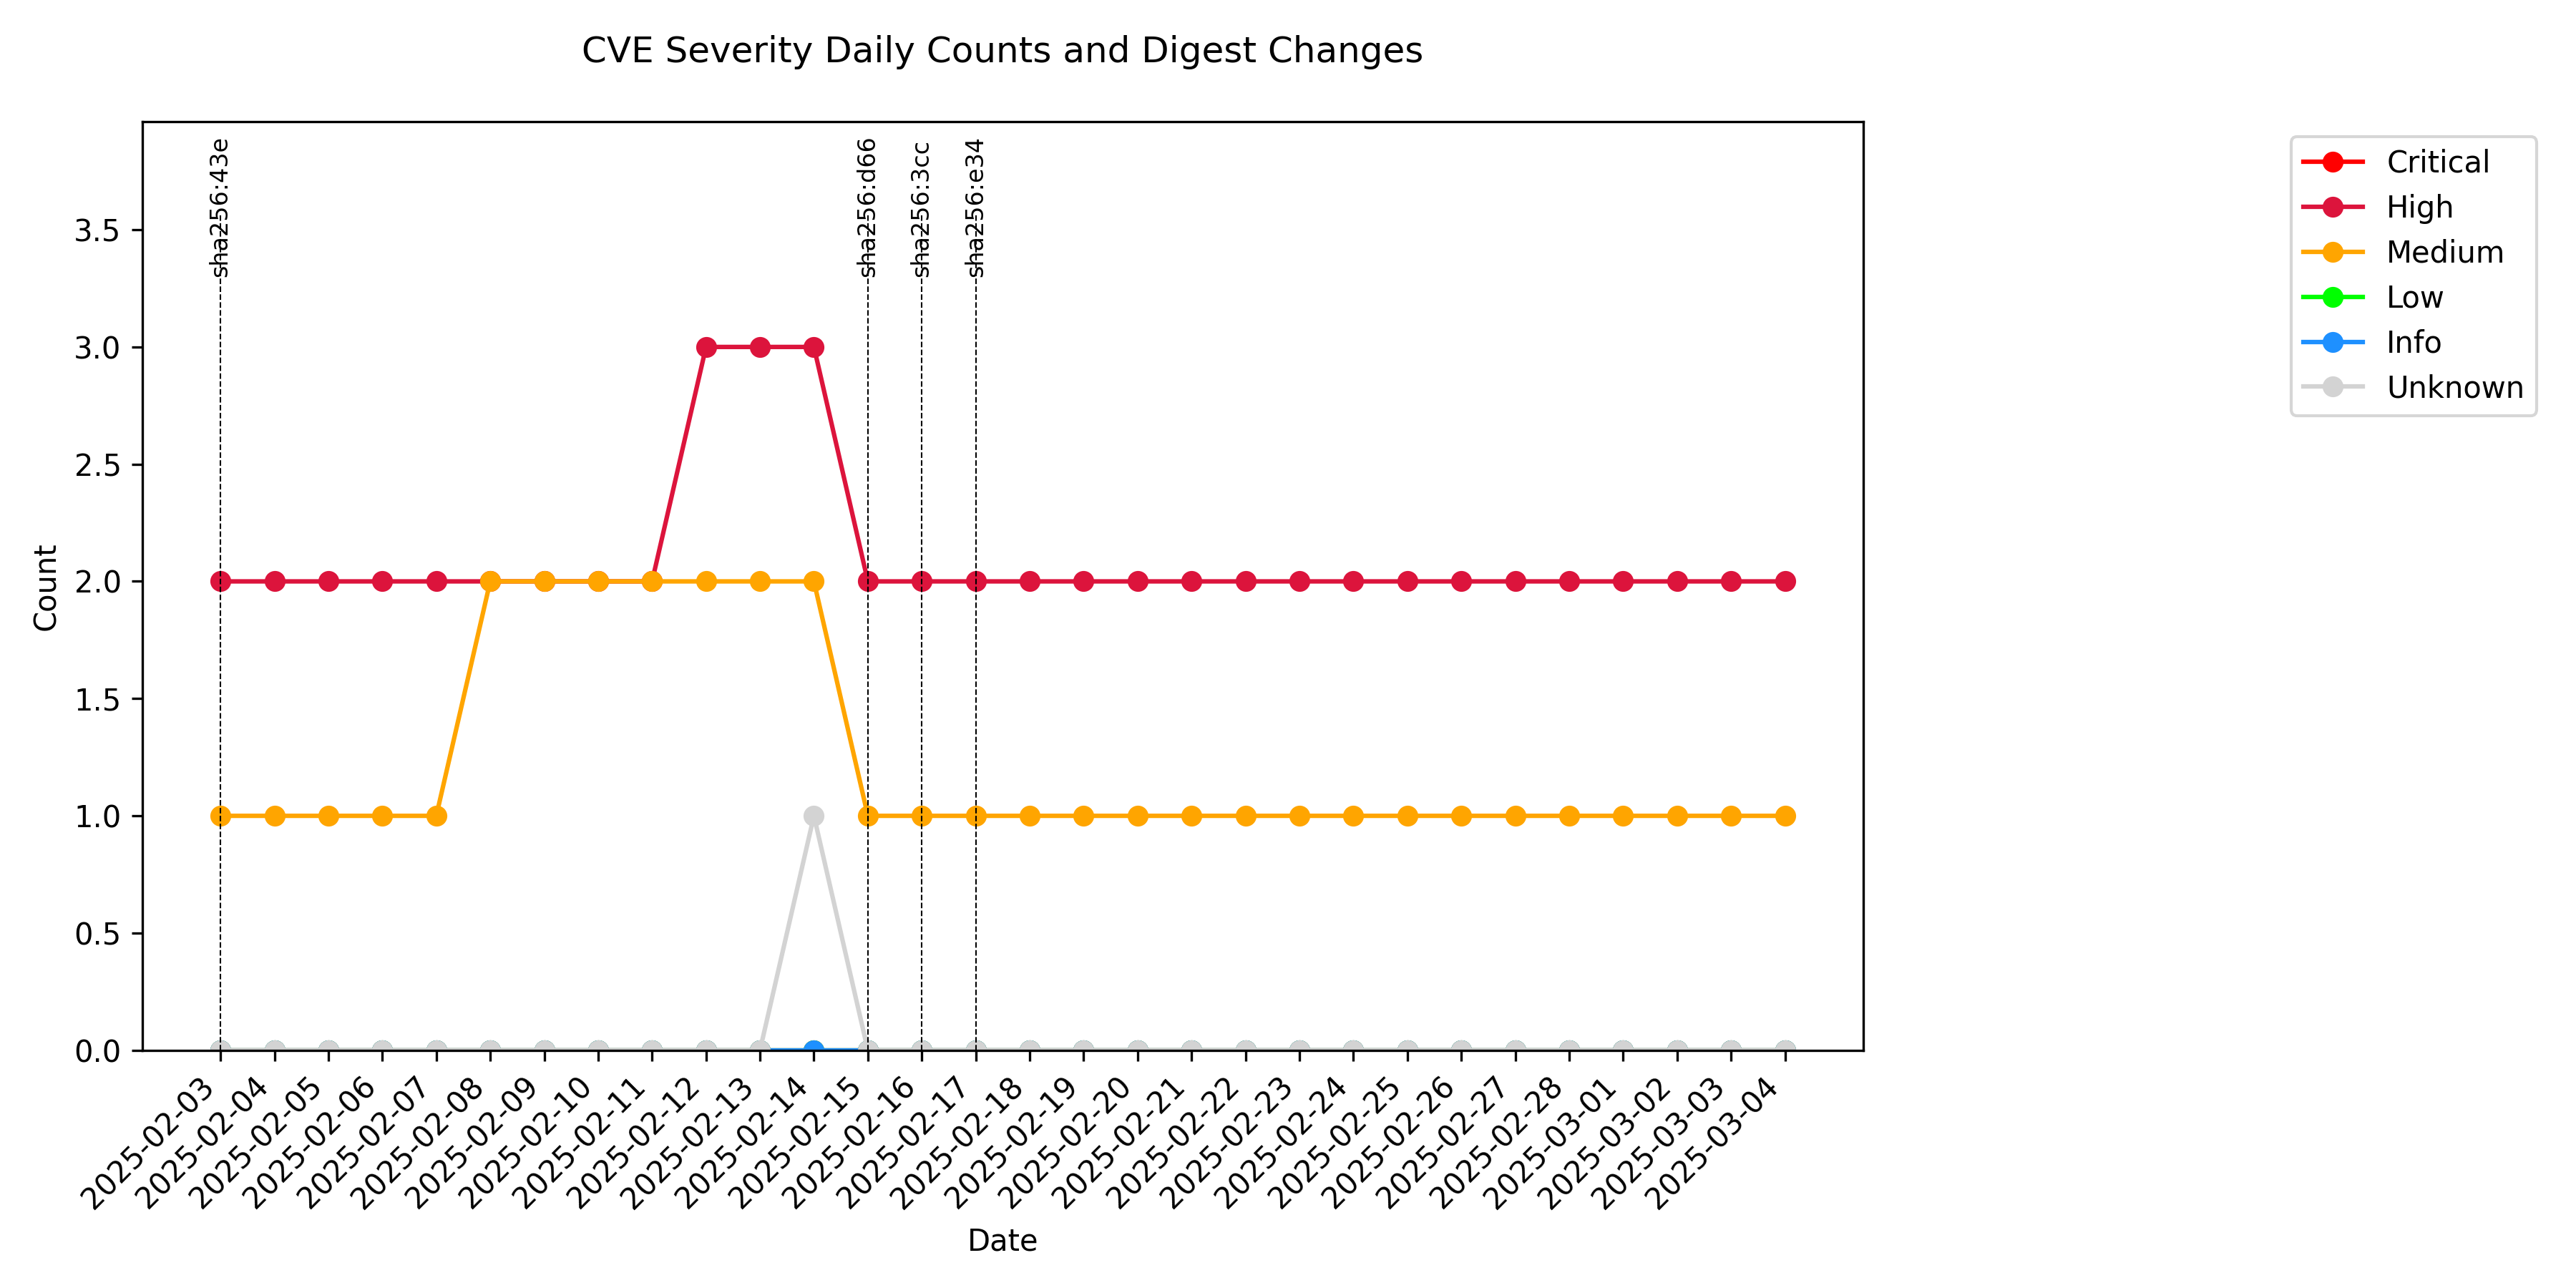 CVE Severity Daily Counts and Digest Changes
sha256:43e
sha256:d66
sha256:3cc
sha256:e34
Critical
High
Medium
Low
Info
Unknown
3.5
3.0
2.5
2.0
1.5
1.0
0.5
0.0
Count
2025-02-03
2025-02-04
2025-02-05
2025-02-06
2025-02-07
2025-02-08
2025-02-09
2025-02-10
2025-02-11
2025-02-12
2025-02-13
2025-02-14
2025-02-15
2025-02-16
2025-02-17
2025-02-18
2025-02-19
2025-02-20
2025-02-21
2025-02-22
2025-02-23
2025-02-24
2025-02-25
2025-02-26
2025-02-27
2025-02-28
2025-03-01
2025-03-02
2025-03-03
2025-03-04
Date